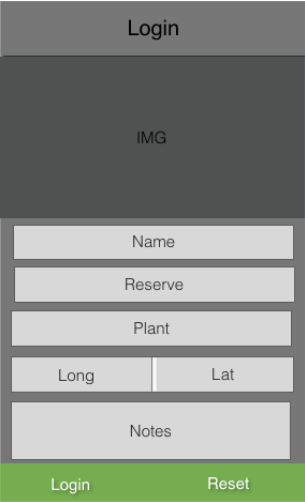 Login
IMG
Name
Reserve
Plant
Long Lat
Notes
Login Reset